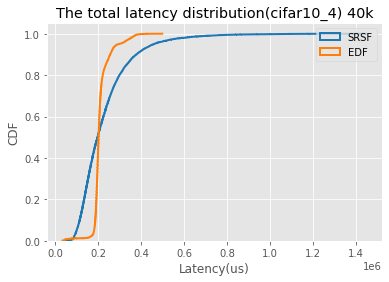 The total latency distribution(cifar10_4) 40k
1.0
0.8
0.6
0.4
0.2
0.0
CDF
SRSF
EDF
0.0 0.2 0.4 0.6 0.8 1.0 1.2 1.4
1e6
Latency(us)